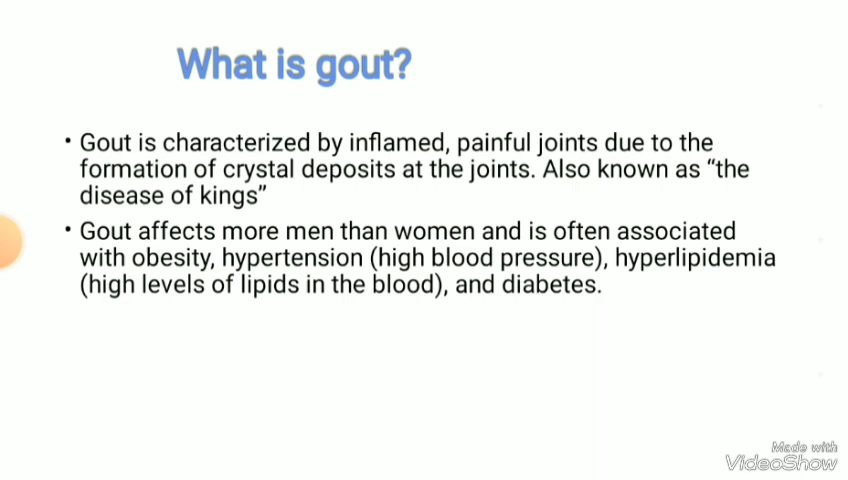 What is gout?
• Gout is characterized by inflamed, painful joints due to the
formation of crystal deposits at the joints. Also known as “the
disease of kings”
• Gout affects more men than women and is often associated
with obesity, hypertension (high blood pressure), hyperlipidemia
(high levels of lipids in the blood), and diabetes.
Made with
VideoShow